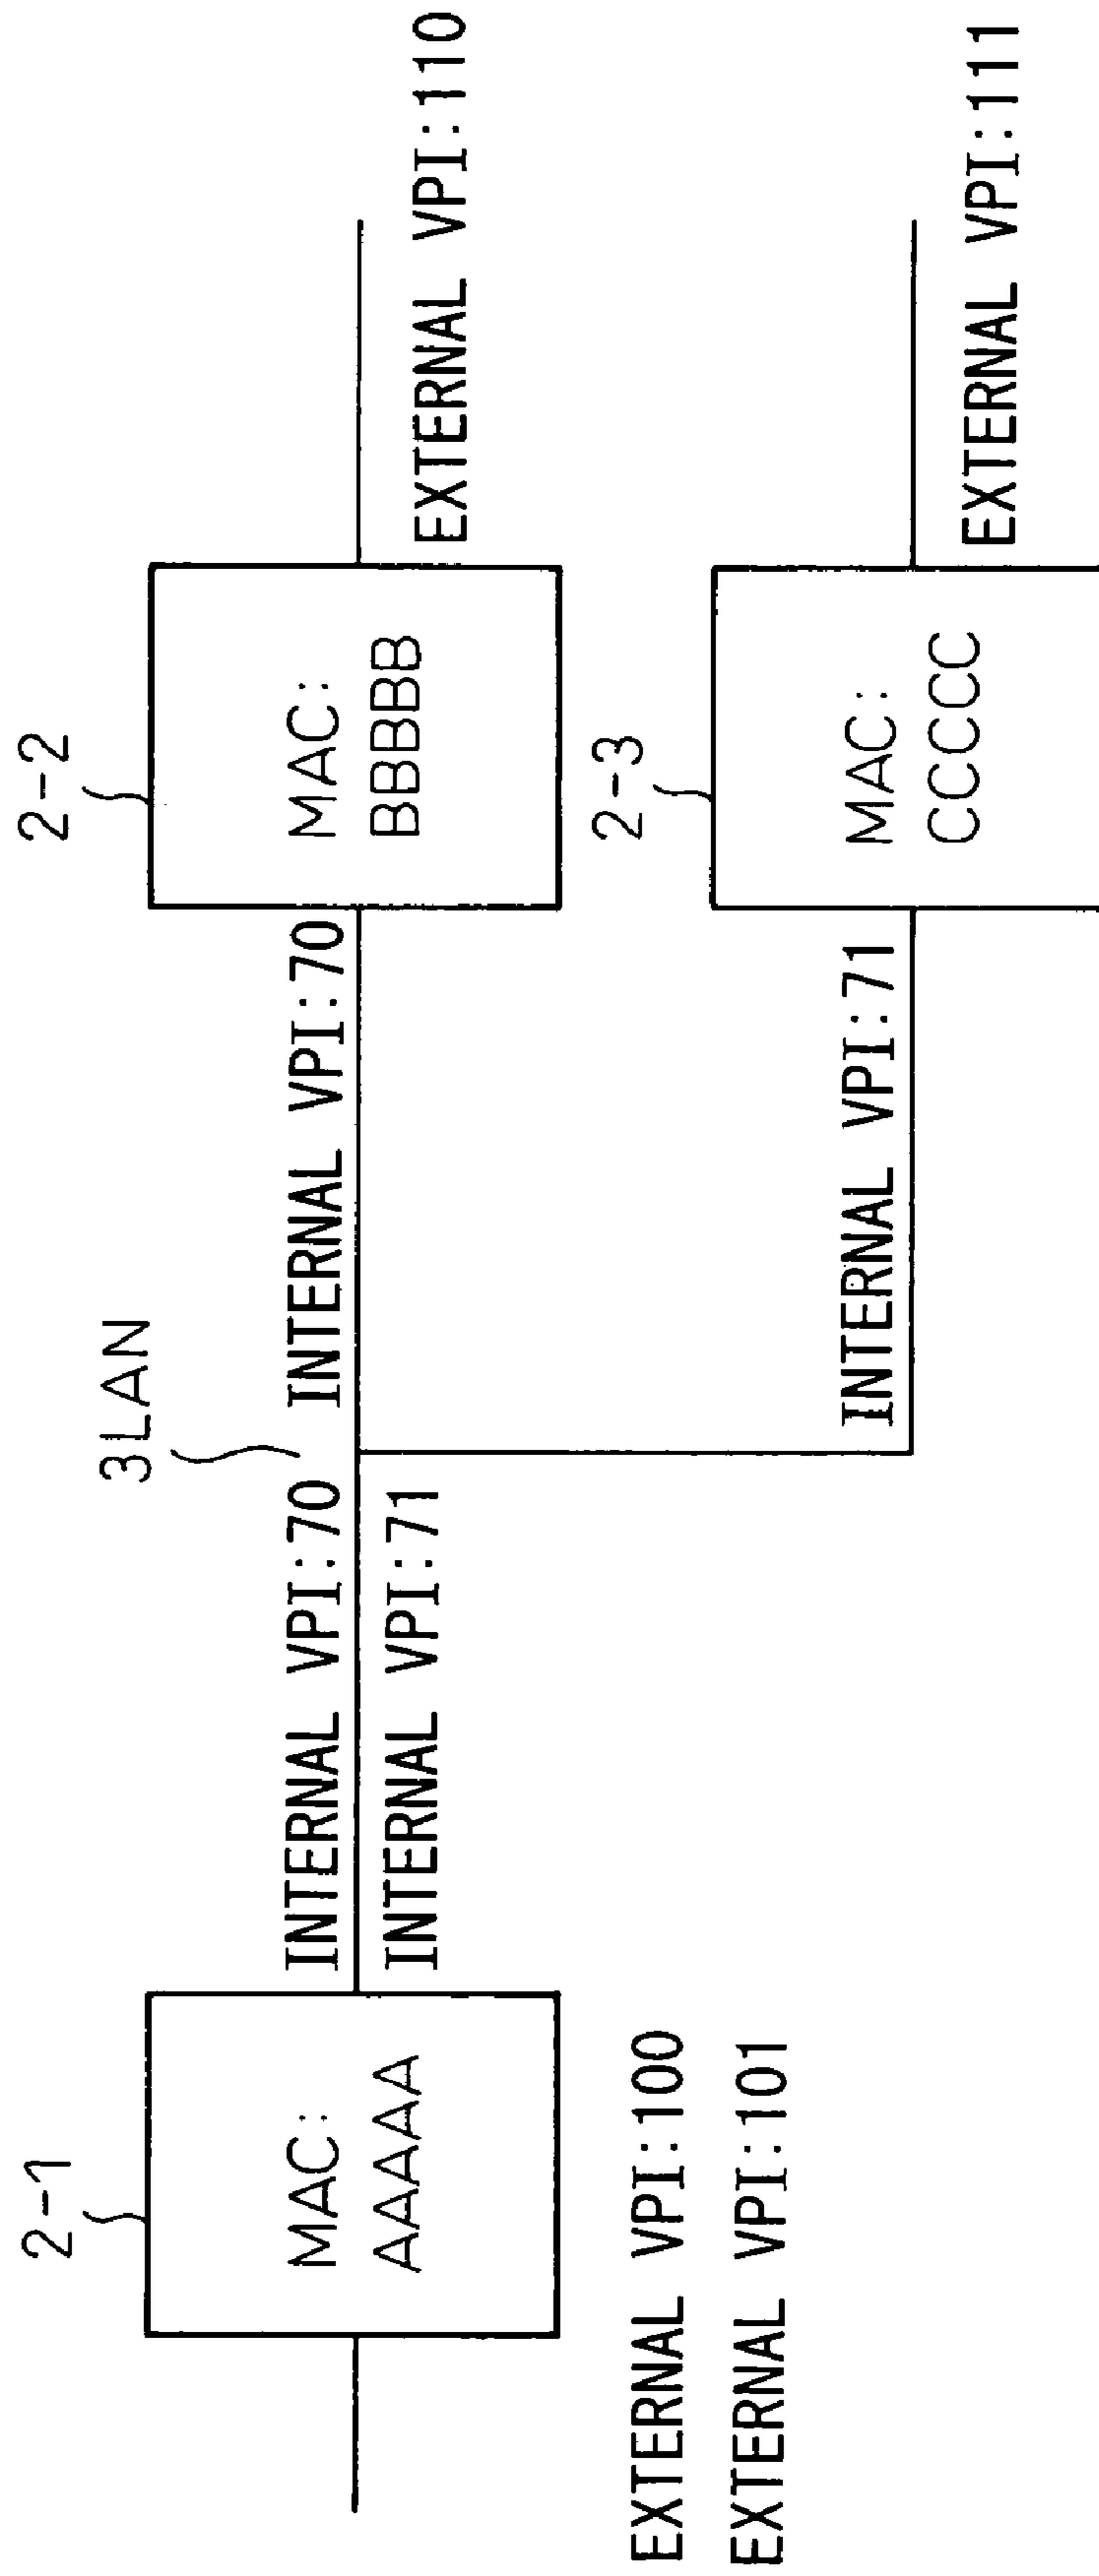 2-1
MAC:
AAAAA
EXTERNAL VPI:100
EXTERNAL VPI:101
INTERNAL VPI:70
INTERNAL VPI:71
3LAN
INTERNAL VPI:70
2-2
MAC:
BBBBB
EXTERNAL VPI:110
INTERNAL VPI:71
2-3
MAC:
CCCCC
EXTERNAL VPI:111